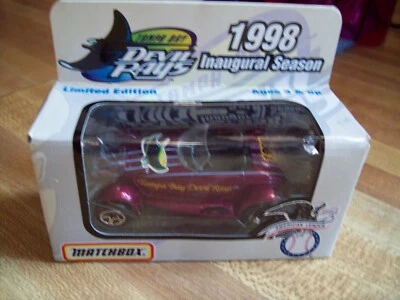 TAMPA BAY
DEVIL RAYS
1998
Inaugural Season
Limited Edition
Ages 3 & up
Tampa Bay Devil Rays
MATCHBOX